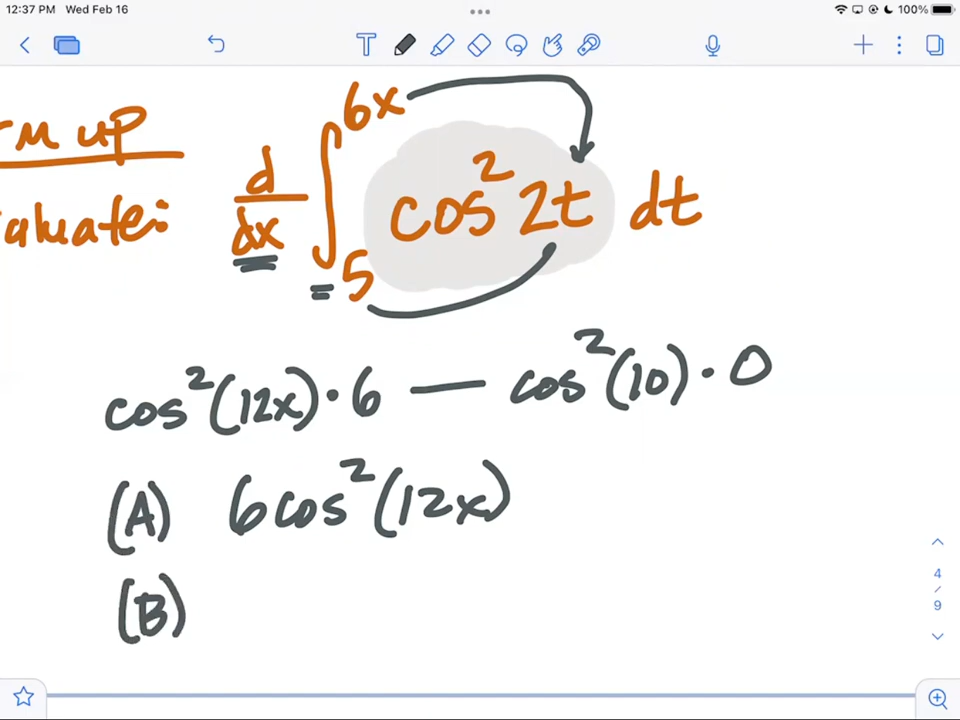 12:37 PM Wed Feb 16
100%
T
rm up
aluate: d/dx ∫₅^6x cos² 2t dt
cos²(12x)·6 — cos²(10)·0
(A) 6cos²(12x)
(B)
4
/
9